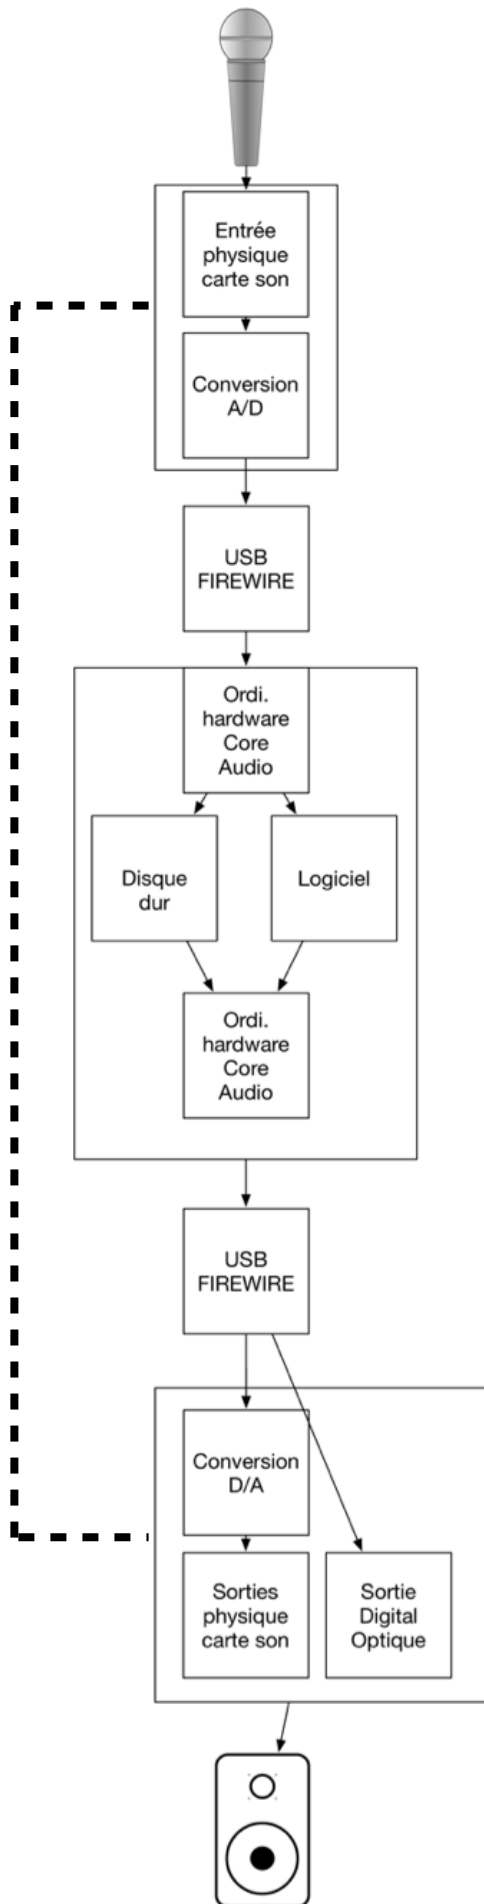 Entrée
physique
carte son
Conversion
A/D
USB
FIREWIRE
Ordi.
hardware
Core
Audio
Disque
dur
Logiciel
Ordi.
hardware
Core
Audio
USB
FIREWIRE
Conversion
D/A
Sorties
physique
carte son
Sortie
Digital
Optique